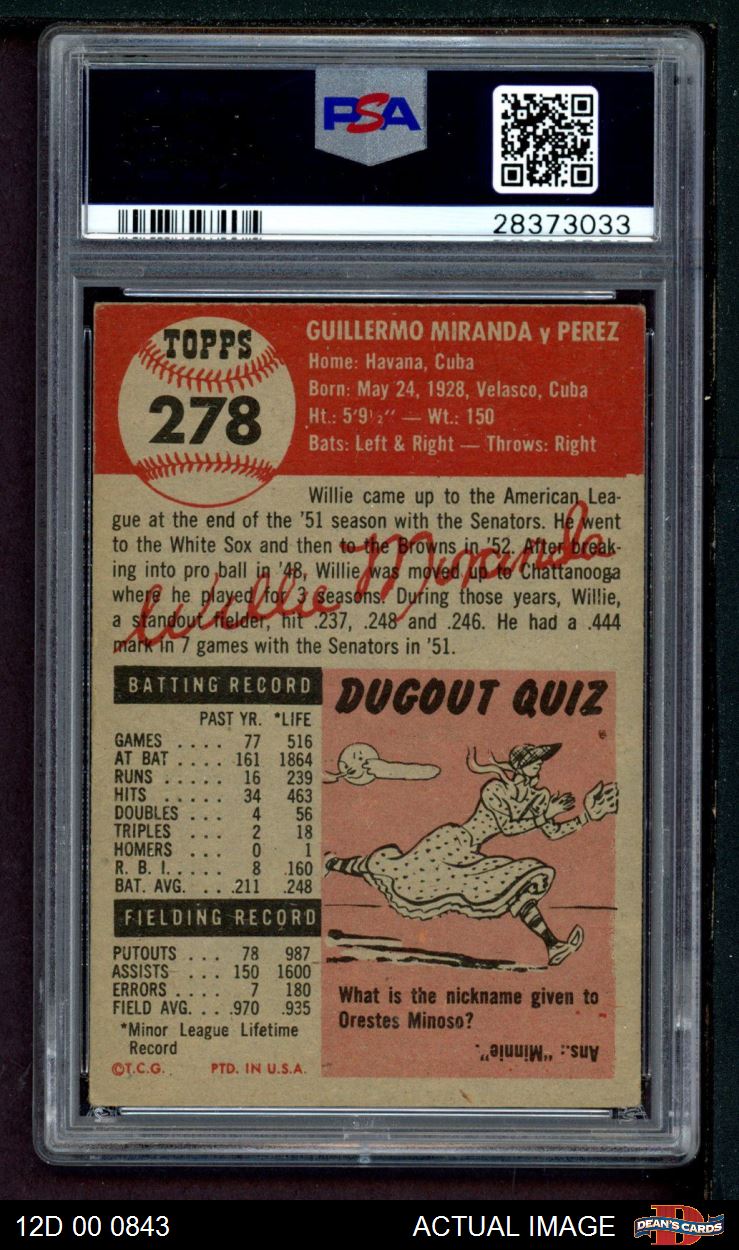 PSA
28373033
TOPPS
278
GUILLERMO MIRANDA y PEREZ
Home: Havana, Cuba
Born: May 24, 1928, Velasco, Cuba
Ht.: 5'9½" — Wt.: 150
Bats: Left & Right — Throws: Right
Willie came up to the American Lea-
gue at the end of the '51 season with the Senators. He went
to the White Sox and then to the Browns in '52. After break-
ing into pro ball in '48, Willie was moved up to Chattanooga
where he played for 3 seasons. During those years, Willie,
a standout fielder, hit .237, .248 and .246. He had a .444
mark in 7 games with the Senators in '51.
Willie Miranda
BATTING RECORD
PAST YR. *LIFE
GAMES .... 77 516
AT BAT .... 161 1864
RUNS .... 16 239
HITS ..... 34 463
DOUBLES ... 4 56
TRIPLES ... 2 18
HOMERS ... 0 1
R. B. I. .... 8 .160
BAT. AVG. ... .211 .248
FIELDING RECORD
PUTOUTS ... 78 987
ASSISTS ... 150 1600
ERRORS .... 7 180
FIELD AVG. ... .970 .935
*Minor League Lifetime
Record
©T.C.G. PTD. IN U.S.A.
DUGOUT QUIZ
What is the nickname given to
Orestes Minoso?
Ans.: "Minnie".
12D 00 0843 ACTUAL IMAGE
DEAN'S CARDS